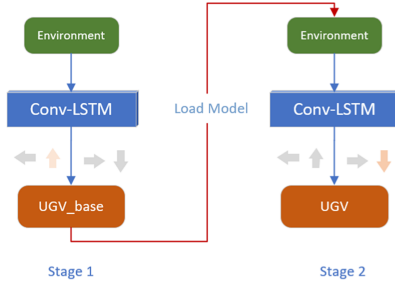 Environment
Environment
Conv-LSTM
Load Model
Conv-LSTM
UGV_base
UGV
Stage 1
Stage 2